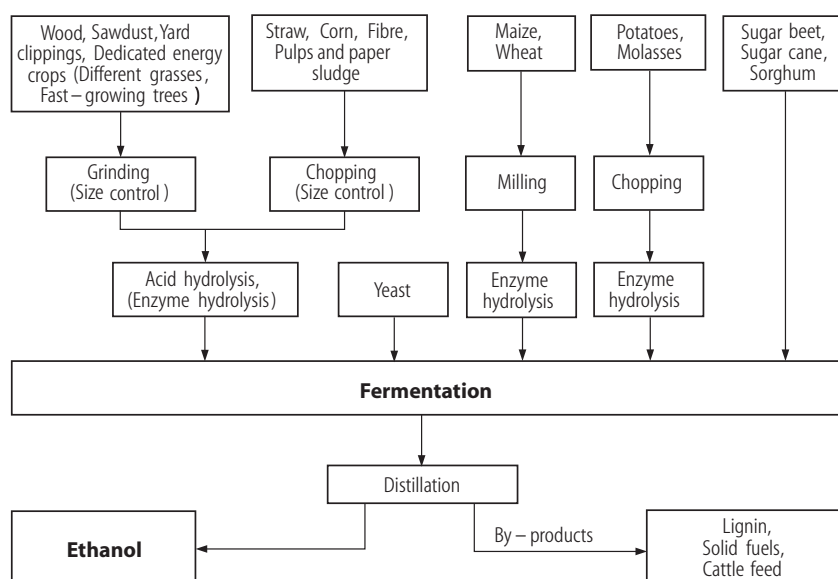 Wood, Sawdust, Yard
clippings, Dedicated energy
crops (Different grasses,
Fast – growing trees )
Straw, Corn, Fibre,
Pulps and paper
sludge
Maize,
Wheat
Potatoes,
Molasses
Sugar beet,
Sugar cane,
Sorghum
Grinding
(Size control)
Chopping
(Size control)
Milling
Chopping
Acid hydrolysis,
(Enzyme hydrolysis)
Yeast
Enzyme
hydrolysis
Enzyme
hydrolysis
Fermentation
Distillation
Ethanol
By – products
Lignin,
Solid fuels,
Cattle feed